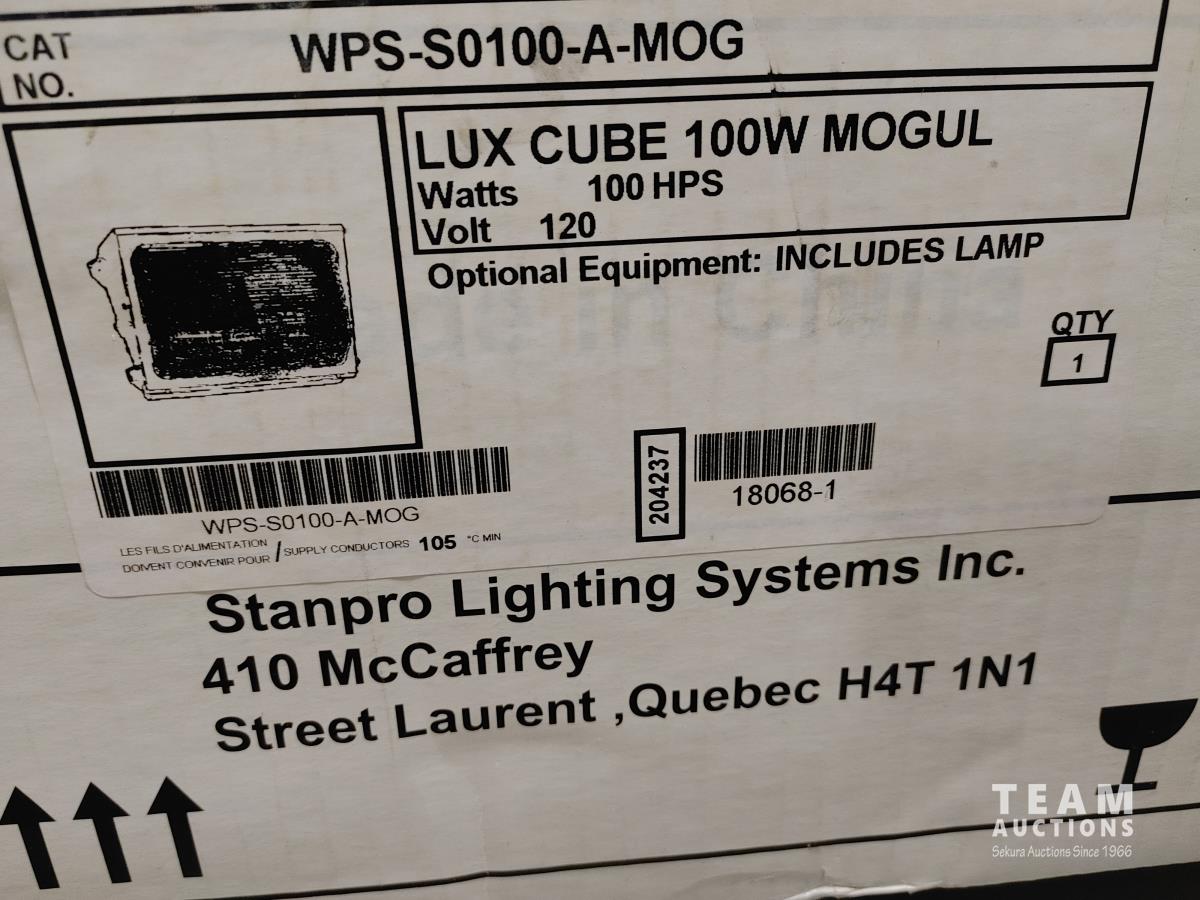 CAT
NO.
WPS-S0100-A-MOG
LUX CUBE 100W MOGUL
Watts 100 HPS
Volt 120
Optional Equipment: INCLUDES LAMP
QTY
1
204237
18068-1
WPS-S0100-A-MOG
LES FILS D'ALIMENTATION
DOIVENT CONVENIR POUR / SUPPLY CONDUCTORS 105 °C MIN
Stanpro Lighting Systems Inc.
410 McCaffrey
Street Laurent ,Quebec H4T 1N1
TEAM
AUCTIONS
Sekura Auctions Since 1966